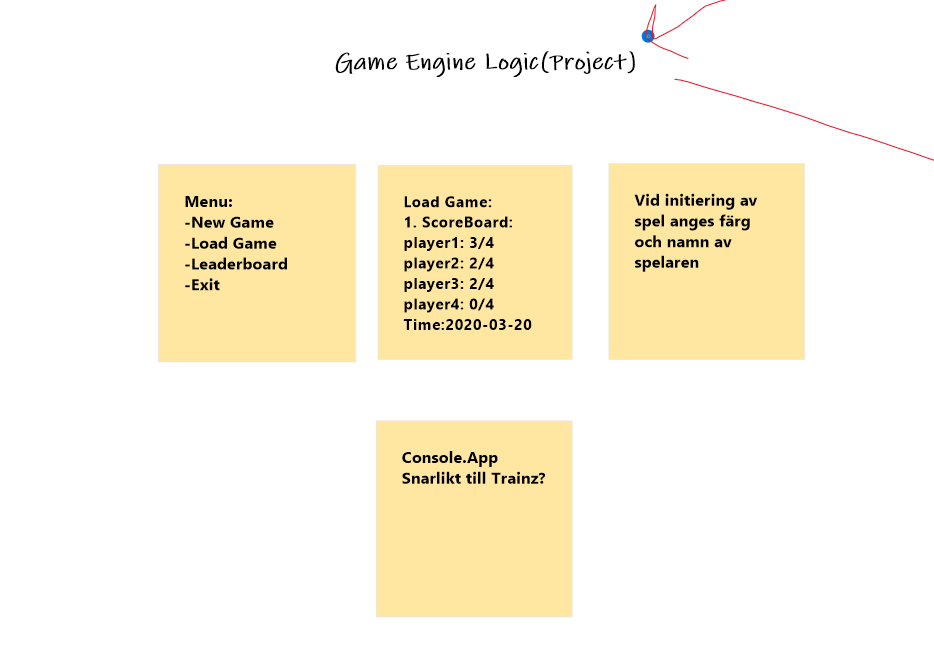 Game Engine Logic(Project)
Menu:
-New Game
-Load Game
-Leaderboard
-Exit
Load Game:
1. ScoreBoard:
player1: 3/4
player2: 2/4
player3: 2/4
player4: 0/4
Time:2020-03-20
Vid initiering av
spel anges färg
och namn av
spelaren
Console.App
Snarlikt till Trainz?